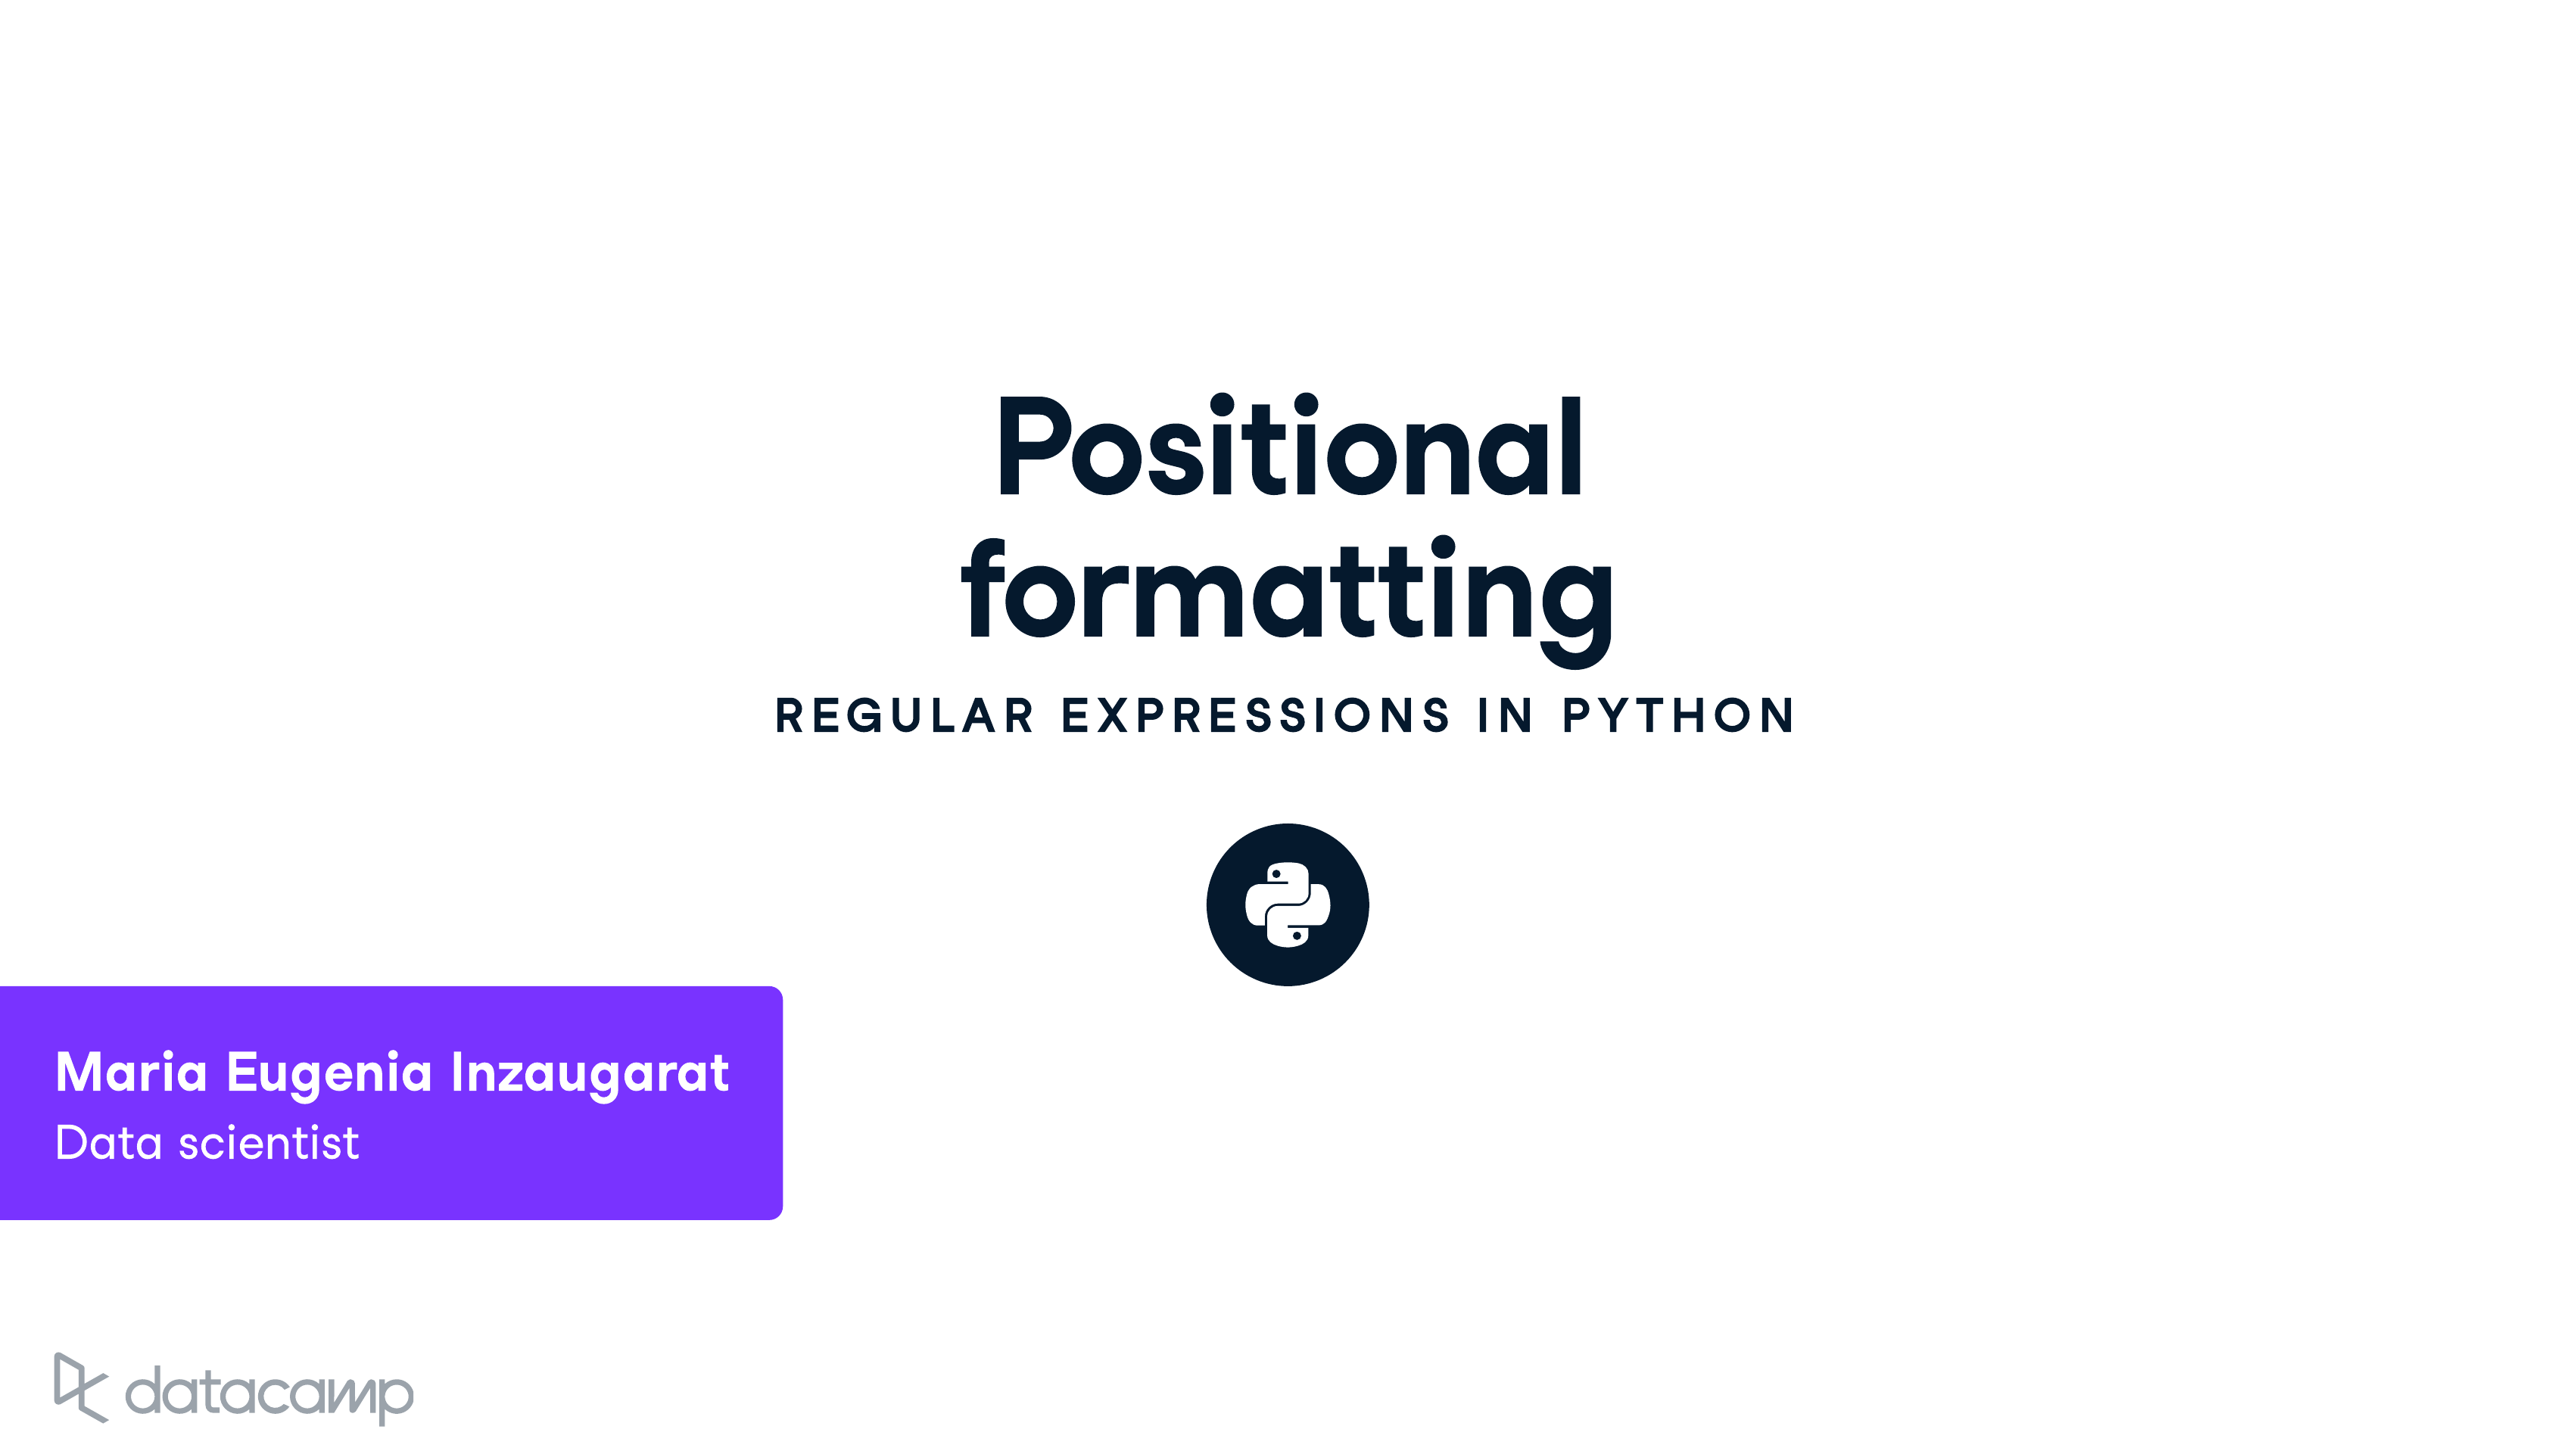 Positional
formatting
REGULAR EXPRESSIONS IN PYTHON
Maria Eugenia Inzaugarat
Data scientist
datacamp